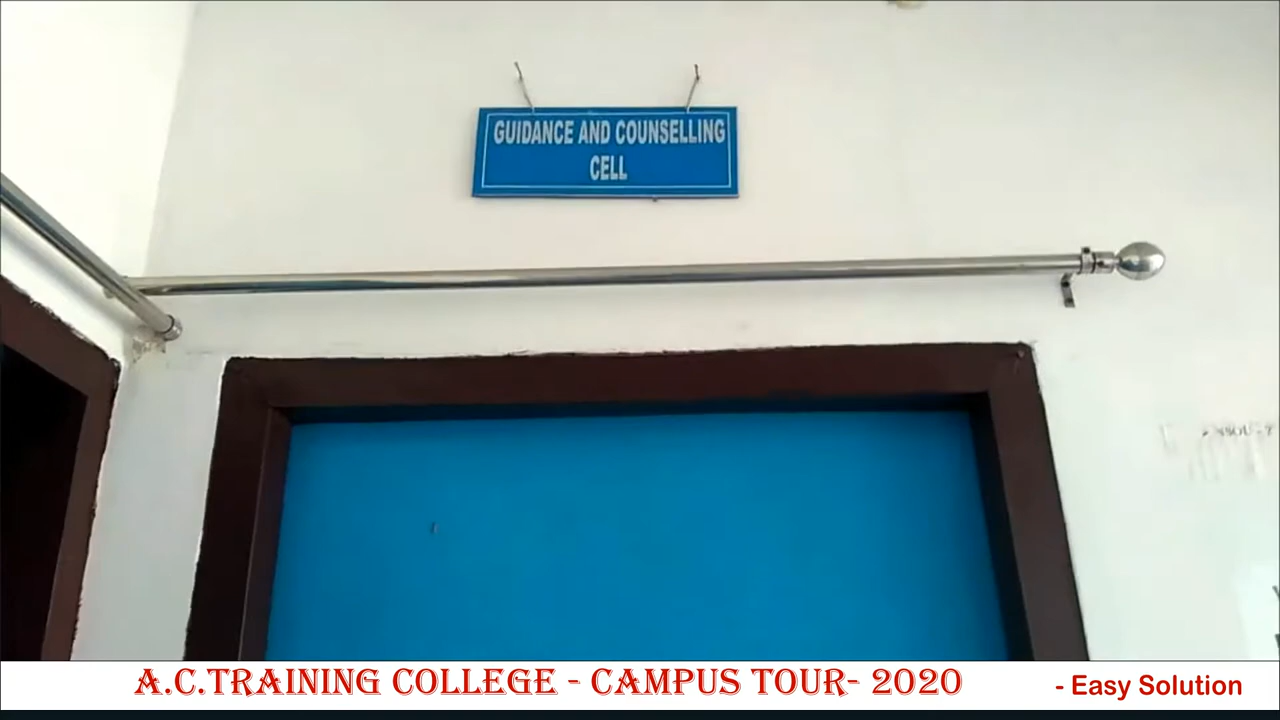 GUIDANCE AND COUNSELLING
CELL
A.C.TRAINING COLLEGE - CAMPUS TOUR- 2020
- Easy Solution